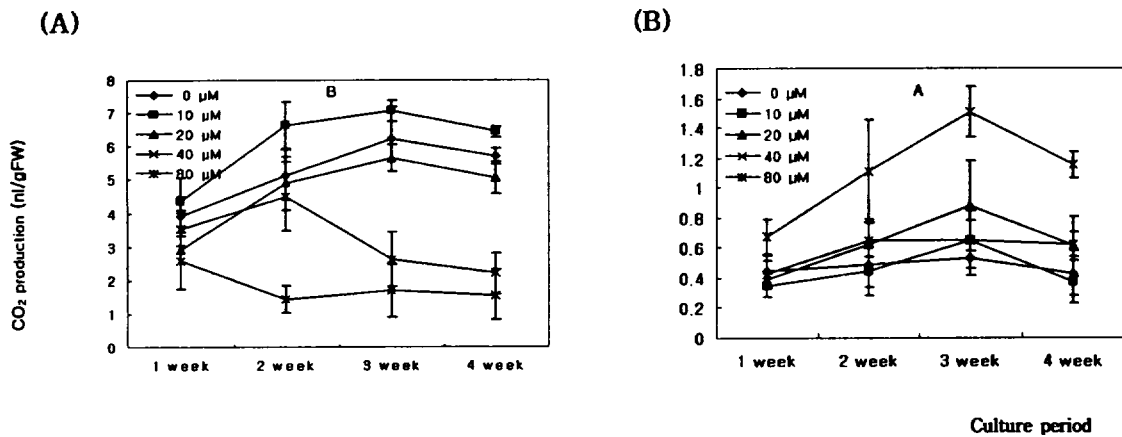 (A)
(B)
CO₂ production (nl/gFW)
8
7
6
5
4
3
2
1
0
0 μM
10 μM
20 μM
40 μM
80 μM
B
1 week
2 week
3 week
4 week
1.8
1.6
1.4
1.2
1
0.8
0.6
0.4
0.2
0
0 μM
10 μM
20 μM
40 μM
80 μM
A
1 week
2 week
3 week
4 week
Culture period